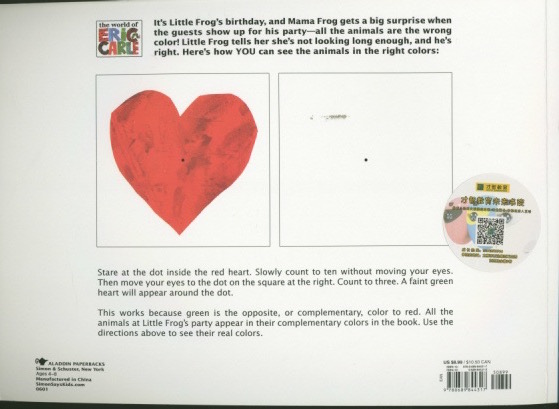 the world of
ERIC
CARLE
It's Little Frog's birthday, and Mama Frog gets a big surprise when
the guests show up for his party—all the animals are the wrong
color! Little Frog tells her she's not looking long enough, and he's
right. Here's how YOU can see the animals in the right colors:
Stare at the dot inside the red heart. Slowly count to ten without moving your eyes.
Then move your eyes to the dot on the square at the right. Count to three. A faint green
heart will appear around the dot.
This works because green is the opposite, or complementary, color to red. All the
animals at Little Frog's party appear in their complementary colors in the book. Use the
directions above to see their real colors.
ALADDIN PAPERBACKS
Simon & Schuster, New York
Ages 4-8
Manufactured in China
SimonSaysKids.com
0601
US $6.99 / $10.50 CAN